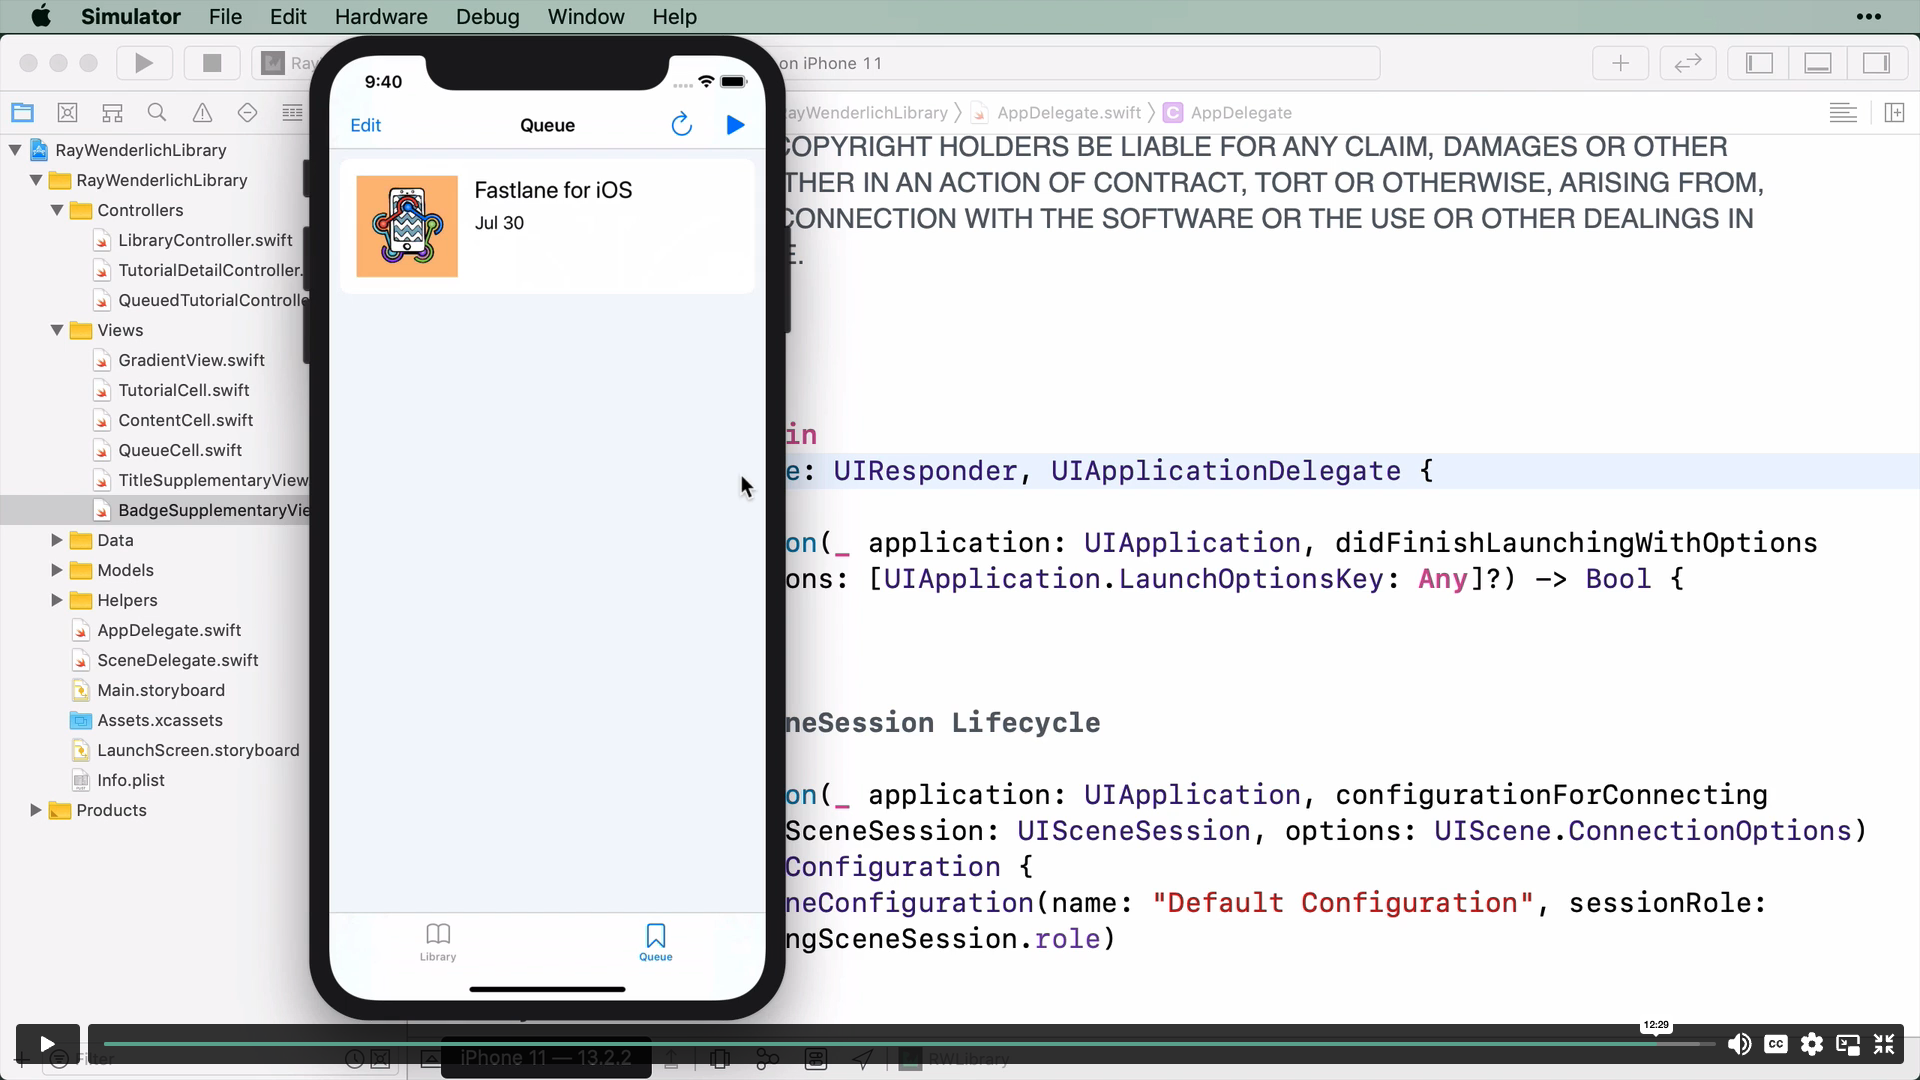 Simulator File Edit Hardware Debug Window Help
on iPhone 11
9:40
Edit Queue
Fastlane for iOS
Jul 30
Library
Queue
AppDelegate.swift AppDelegate
RayWenderlichLibrary
RayWenderlichLibrary
Controllers
LibraryController.swift
TutorialDetailController.
QueuedTutorialControlle
Views
GradientView.swift
TutorialCell.swift
ContentCell.swift
QueueCell.swift
TitleSupplementaryView
BadgeSupplementaryVie
Data
Models
Helpers
AppDelegate.swift
SceneDelegate.swift
Main.storyboard
Assets.xcassets
LaunchScreen.storyboard
Info.plist
Products
COPYRIGHT HOLDERS BE LIABLE FOR ANY CLAIM, DAMAGES OR OTHER
THER IN AN ACTION OF CONTRACT, TORT OR OTHERWISE, ARISING FROM,
CONNECTION WITH THE SOFTWARE OR THE USE OR OTHER DEALINGS IN
E.
in
e: UIResponder, UIApplicationDelegate {
on(_ application: UIApplication, didFinishLaunchingWithOptions
ons: [UIApplication.LaunchOptionsKey: Any]?) -> Bool {
neSession Lifecycle
on(_ application: UIApplication, configurationForConnecting
SceneSession: UISceneSession, options: UIScene.ConnectionOptions)
Configuration {
neConfiguration(name: "Default Configuration", sessionRole:
ngSceneSession.role)
12:29
CC
Filter
iPhone 11 — 13.2.2
RWLibrary